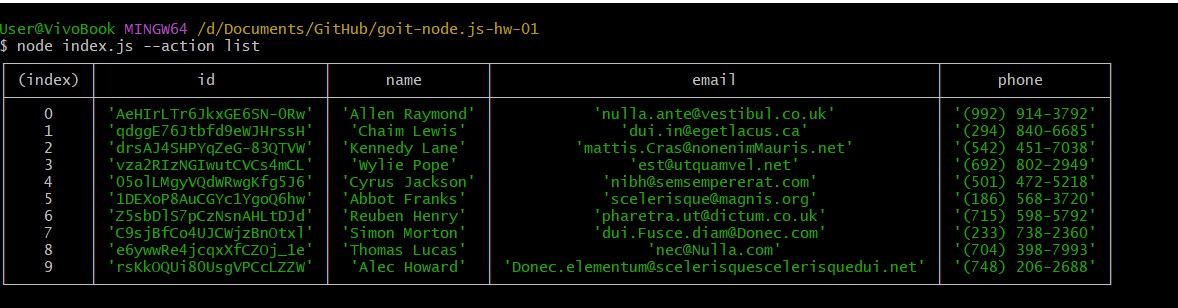 User@VivoBook MINGW64 /d/Documents/GitHub/goit-node.js-hw-01
$ node index.js --action list
(index) id name email phone
0 'AeHIrLTr6JkxGE6SN-0Rw' 'Allen Raymond' 'nulla.ante@vestibul.co.uk' '(992) 914-3792'
1 'qdggE76Jtbfd9eWJHrssH' 'Chaim Lewis' 'dui.in@egetlacus.ca' '(294) 840-6685'
2 'drsAJ4SHPYqZeG-83QTVW' 'Kennedy Lane' 'mattis.Cras@nonenimMauris.net' '(542) 451-7038'
3 'vza2RIzNGIwutCVCs4mCL' 'Wylie Pope' 'est@utquamvel.net' '(692) 802-2949'
4 '05olLMgyVQdWRwgKfg5J6' 'Cyrus Jackson' 'nibh@semsempererat.com' '(501) 472-5218'
5 '1DEXoP8AuCGYc1YgoQ6hw' 'Abbot Franks' 'scelerisque@magnis.org' '(186) 568-3720'
6 'Z5sbDlS7pCzNsnAHLtDJd' 'Reuben Henry' 'pharetra.ut@dictum.co.uk' '(715) 598-5792'
7 'C9sjBfCo4UJCWjzBnOtxl' 'Simon Morton' 'dui.Fusce.diam@Donec.com' '(233) 738-2360'
8 'e6ywwRe4jcqxXfCZOj_1e' 'Thomas Lucas' 'nec@Nulla.com' '(704) 398-7993'
9 'rsKkOQUi80UsgVPCcLZZW' 'Alec Howard' 'Donec.elementum@scelerisquescelerisquedui.net' '(748) 206-2688'